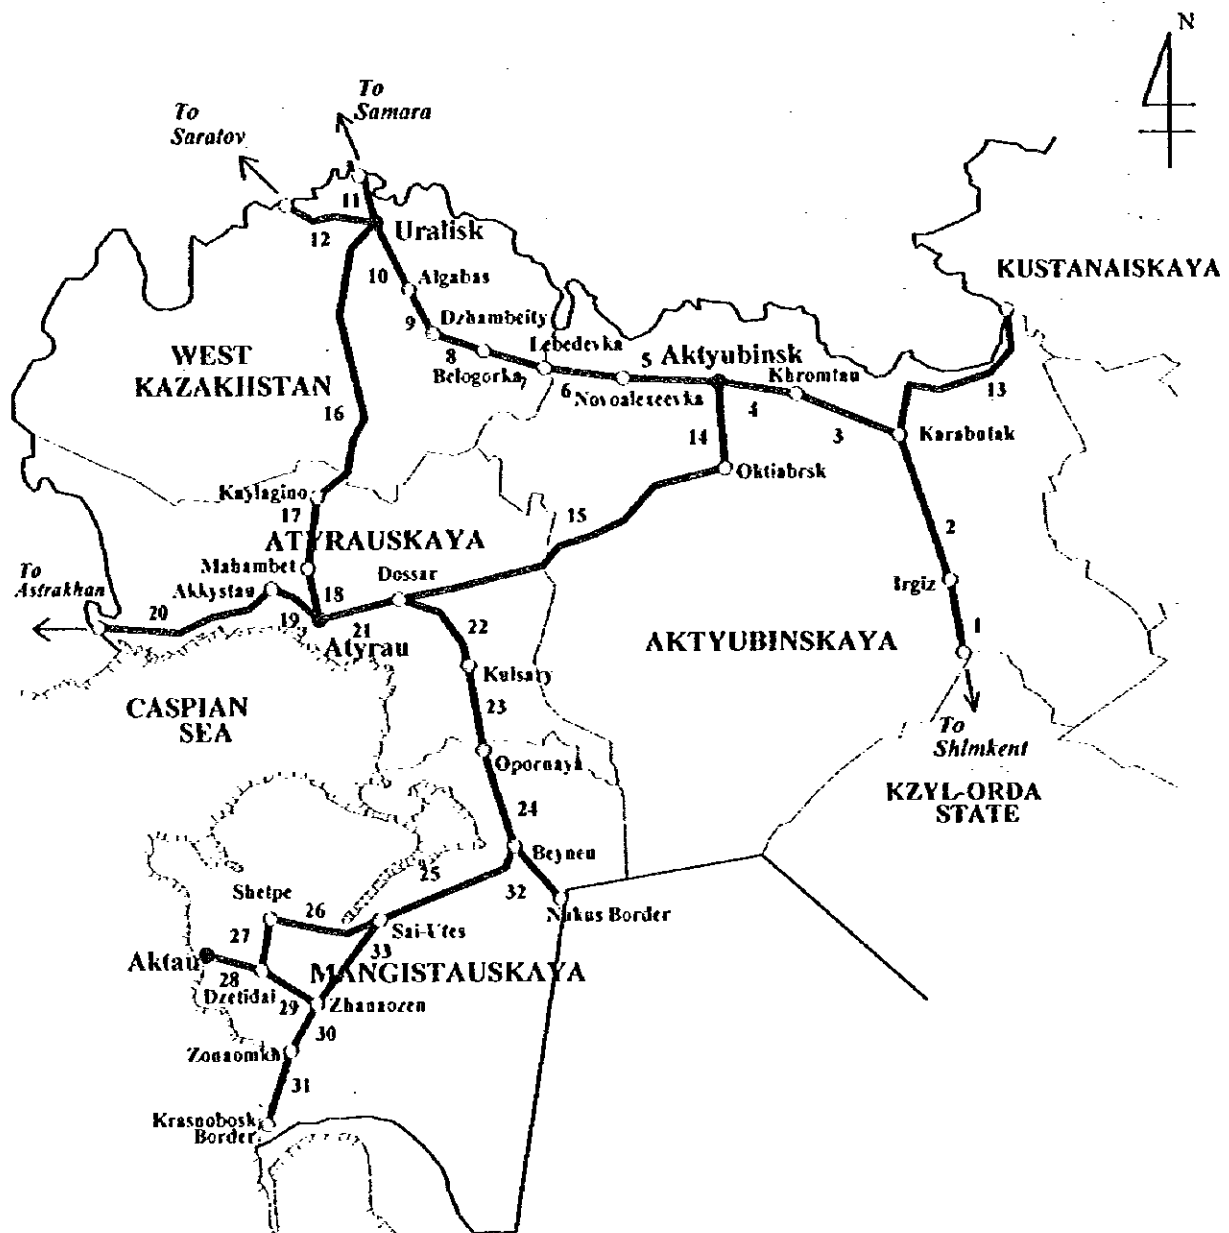 N
To
Samara
To
Saratov
11
12
Uralisk
KUSTANAISKAYA
10
Algabas
9
Dzhambeity
WEST
KAZAKHSTAN
8
Lebedevka
5
Aktyubinsk
Belogorka
7
6
Novoalexeevka
4
Khromtau
13
16
3
Karabutak
14
Oktiabrsk
Kaylagino
17
15
ATYRAUSKAYA
2
To
Astrakhan
Mahambet
Akkystau
Dossar
Irgiz
20
18
19
21
22
Atyrau
AKTYUBINSKAYA
1
Kulsary
CASPIAN
SEA
23
To
Shimkent
Opornaya
KZYL-ORDA
STATE
24
Beyneu
25
32
Shetpe
26
Nukus Border
27
Sai-Utes
33
Aktau
28
MANGISTAUSKAYA
Dzetidai
29
Zhanaozen
30
Zonaomkh
31
Krasnobosk
Border